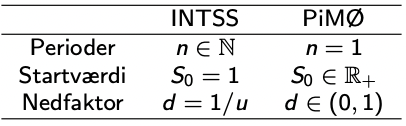 INTSS PiMØ
Perioder n ∈ ℕ n = 1
Startværdi S₀ = 1 S₀ ∈ ℝ₊
Nedfaktor d = 1/u d ∈ (0, 1)